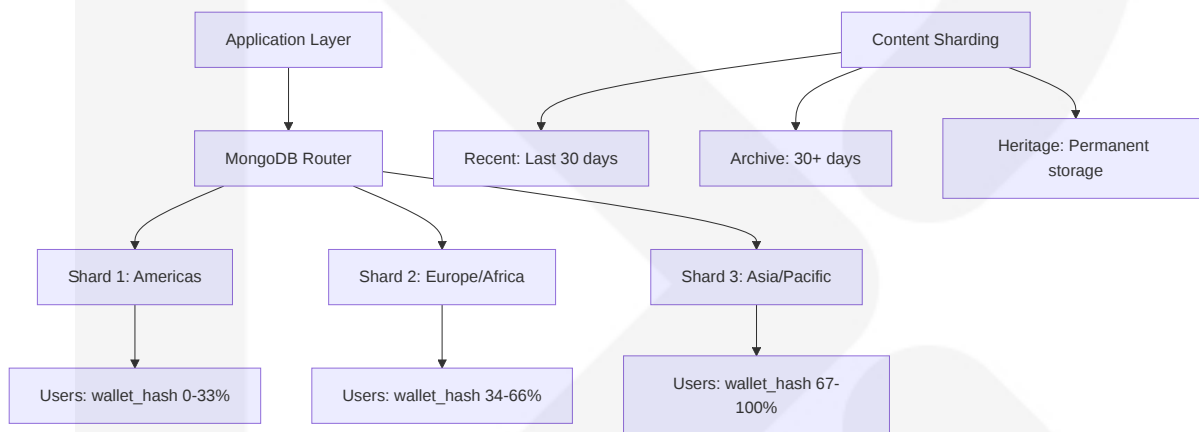 Application Layer
Content Sharding
MongoDB Router
Recent: Last 30 days
Archive: 30+ days
Heritage: Permanent
storage
Shard 1: Americas
Shard 2: Europe/Africa
Shard 3: Asia/Pacific
Users: wallet_hash 0-33%
Users: wallet_hash 34-66%
Users: wallet_hash 67-
100%